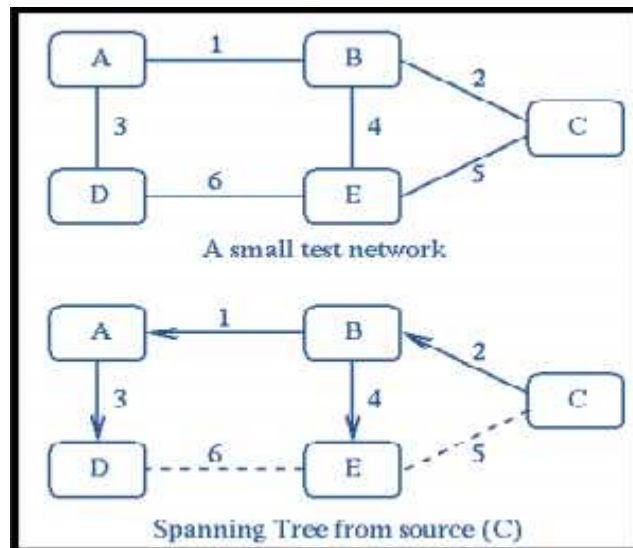 1
A B
2
C
3 4
5
D 6 E
A small test network
1
A B
2
C
3 4
5
D 6 E
Spanning Tree from source (C)